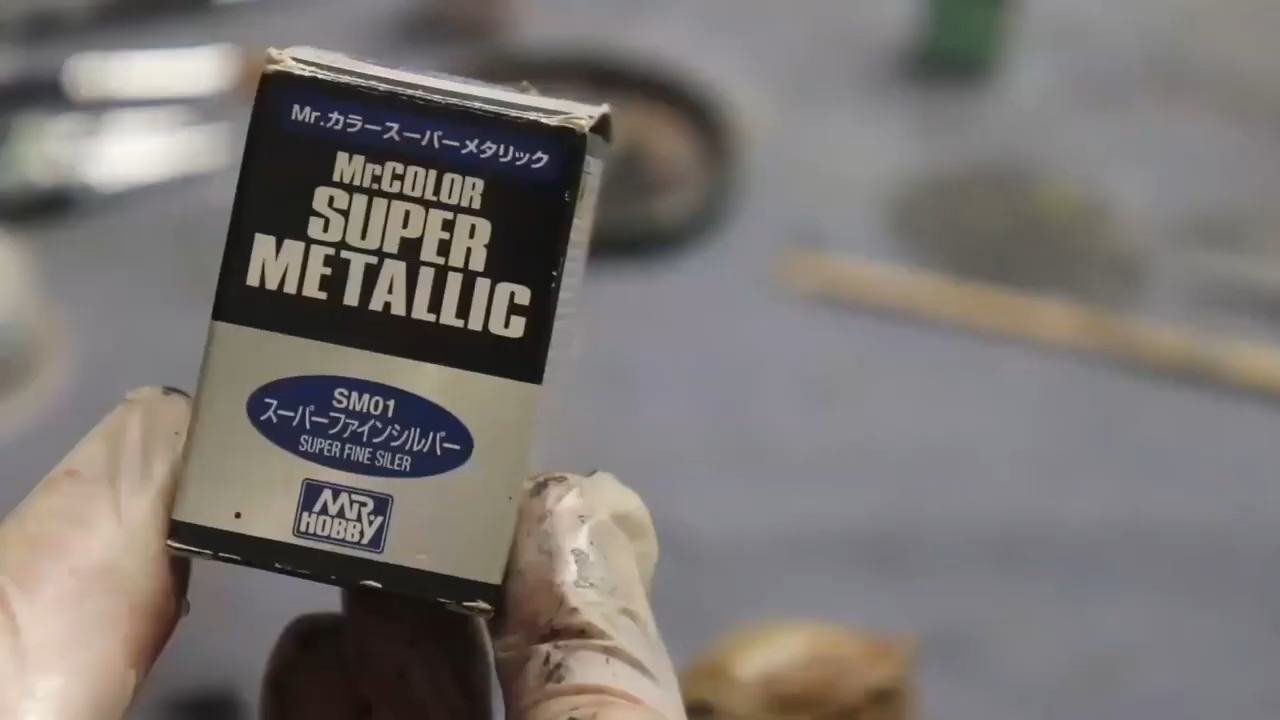 Mr.カラースーパーメタリック
Mr.COLOR
SUPER
METALLIC
SM01
スーパーファインシルバー
SUPER FINE SILER
MR.
HOBBY